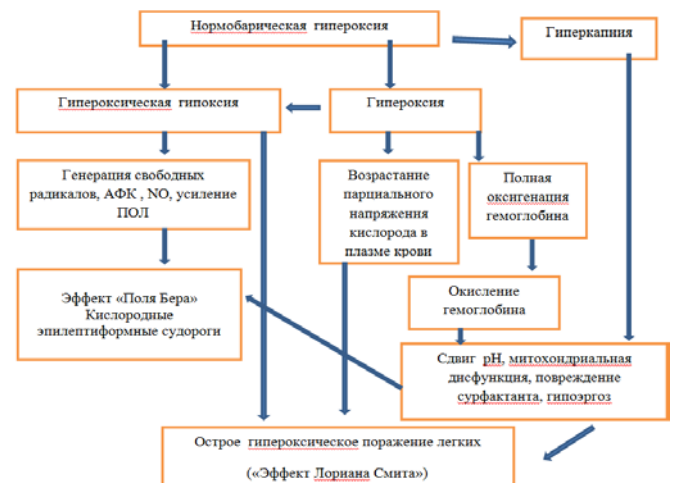 Нормобарическая гипероксия
Гиперкапния
Гипероксическая гипоксия
Гипероксия
Генерация свободных
радикалов, АФК , NO, усиление
ПОЛ
Возрастание
парциального
напряжения
кислорода в
плазме крови
Полная
оксигенация
гемоглобина
Эффект «Поля Бера»
Кислородные
эпилептиформные судороги
Окисление
гемоглобина
Сдвиг рН, митохондриальная
дисфункция, повреждение
сурфактанта, гипоэргоз
Острое гипероксическое поражение легких
(«Эффект Лориана Смита»)